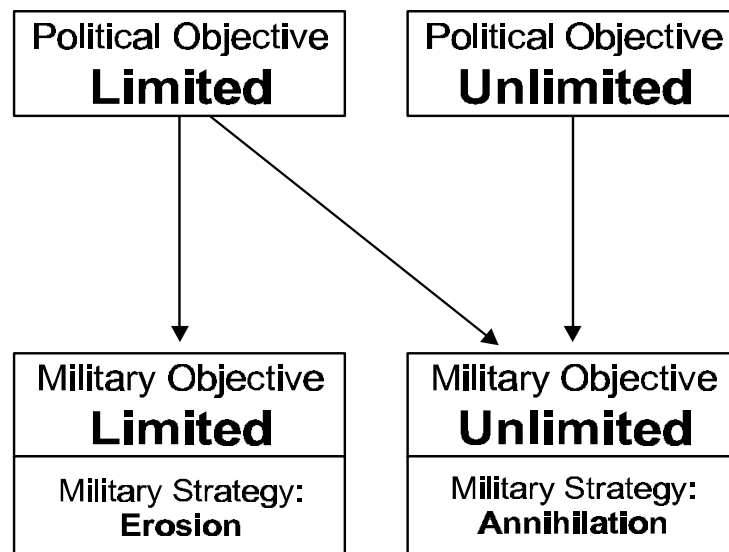 Political Objective
Limited
Political Objective
Unlimited
Military Objective
Limited
Military Strategy:
Erosion
Military Objective
Unlimited
Military Strategy:
Annihilation